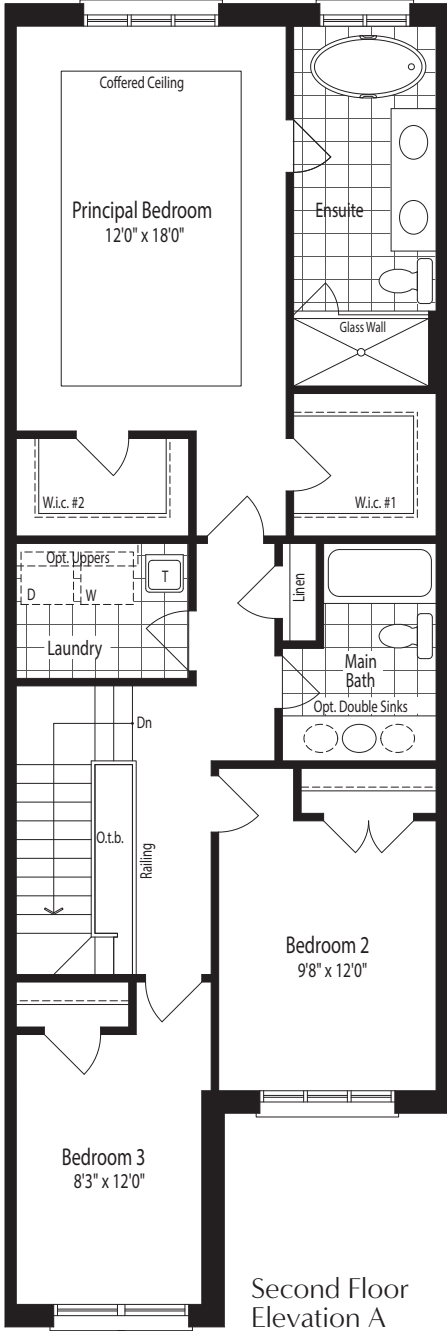 Coffered Ceiling
Principal Bedroom
12'0" x 18'0"
Ensuite
Glass Wall
W.i.c. #2
W.i.c. #1
Opt. Uppers
D
W
T
Laundry
Linen
Main
Bath
Opt. Double Sinks
Dn
O.t.b.
Railing
Bedroom 2
9'8" x 12'0"
Bedroom 3
8'3" x 12'0"
Second Floor
Elevation A